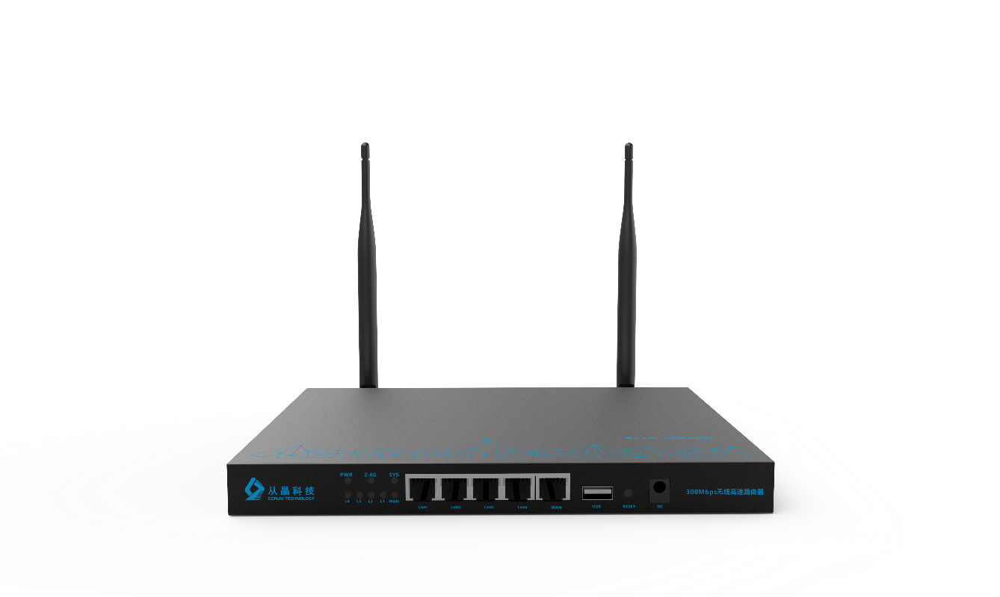 从晶科技
CONJIN TECHNOLOGY
PWR 2.4G SYS
L4 L3 L2 L1 WAN
LAN1 LAN2 LAN3 LAN4 WAN
USB RESET DC
300Mbps无线高速路由器